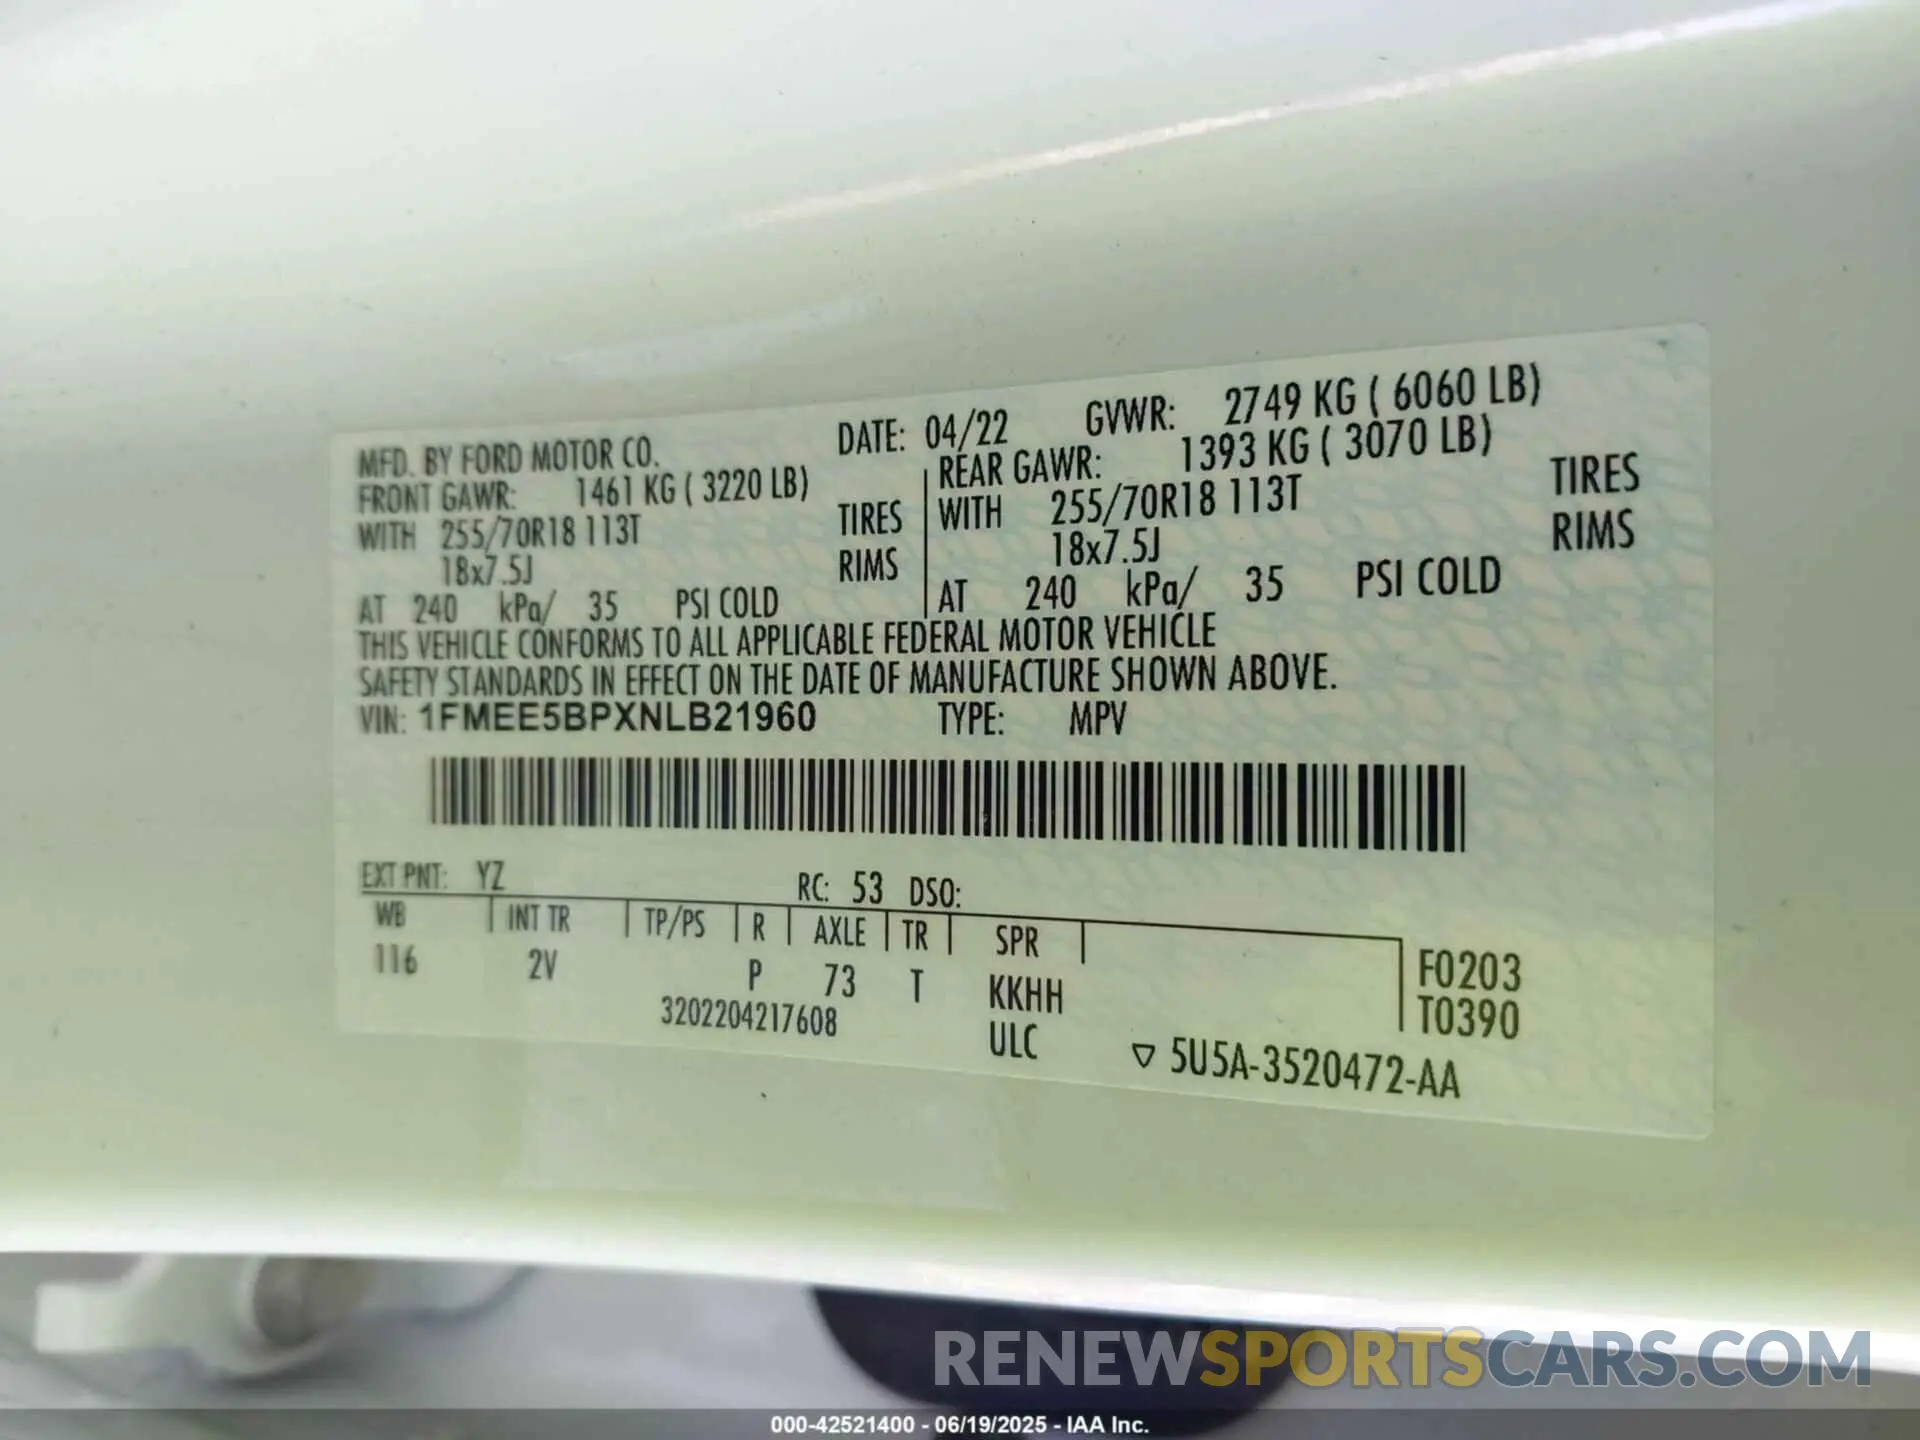 MFD. BY FORD MOTOR CO. DATE: 04/22 GVWR: 2749 KG ( 6060 LB)
FRONT GAWR: 1461 KG ( 3220 LB) REAR GAWR: 1393 KG ( 3070 LB)
WITH 255/70R18 113T TIRES WITH 255/70R18 113T TIRES
18x7.5J RIMS 18x7.5J RIMS
AT 240 kPa/ 35 PSI COLD AT 240 kPa/ 35 PSI COLD
THIS VEHICLE CONFORMS TO ALL APPLICABLE FEDERAL MOTOR VEHICLE
SAFETY STANDARDS IN EFFECT ON THE DATE OF MANUFACTURE SHOWN ABOVE.
VIN: 1FMEE5BPXNLB21960 TYPE: MPV
EXT PNT: YZ RC: 53 DSO:
WB INT TR TP/PS R AXLE TR SPR
116 2V P 73 T KKHH F0203
3202204217608 ULC T0390
▽ 5U5A-3520472-AA
RENEWSPORTSCARS.COM
000-42521400 - 06/19/2025 - IAA Inc.